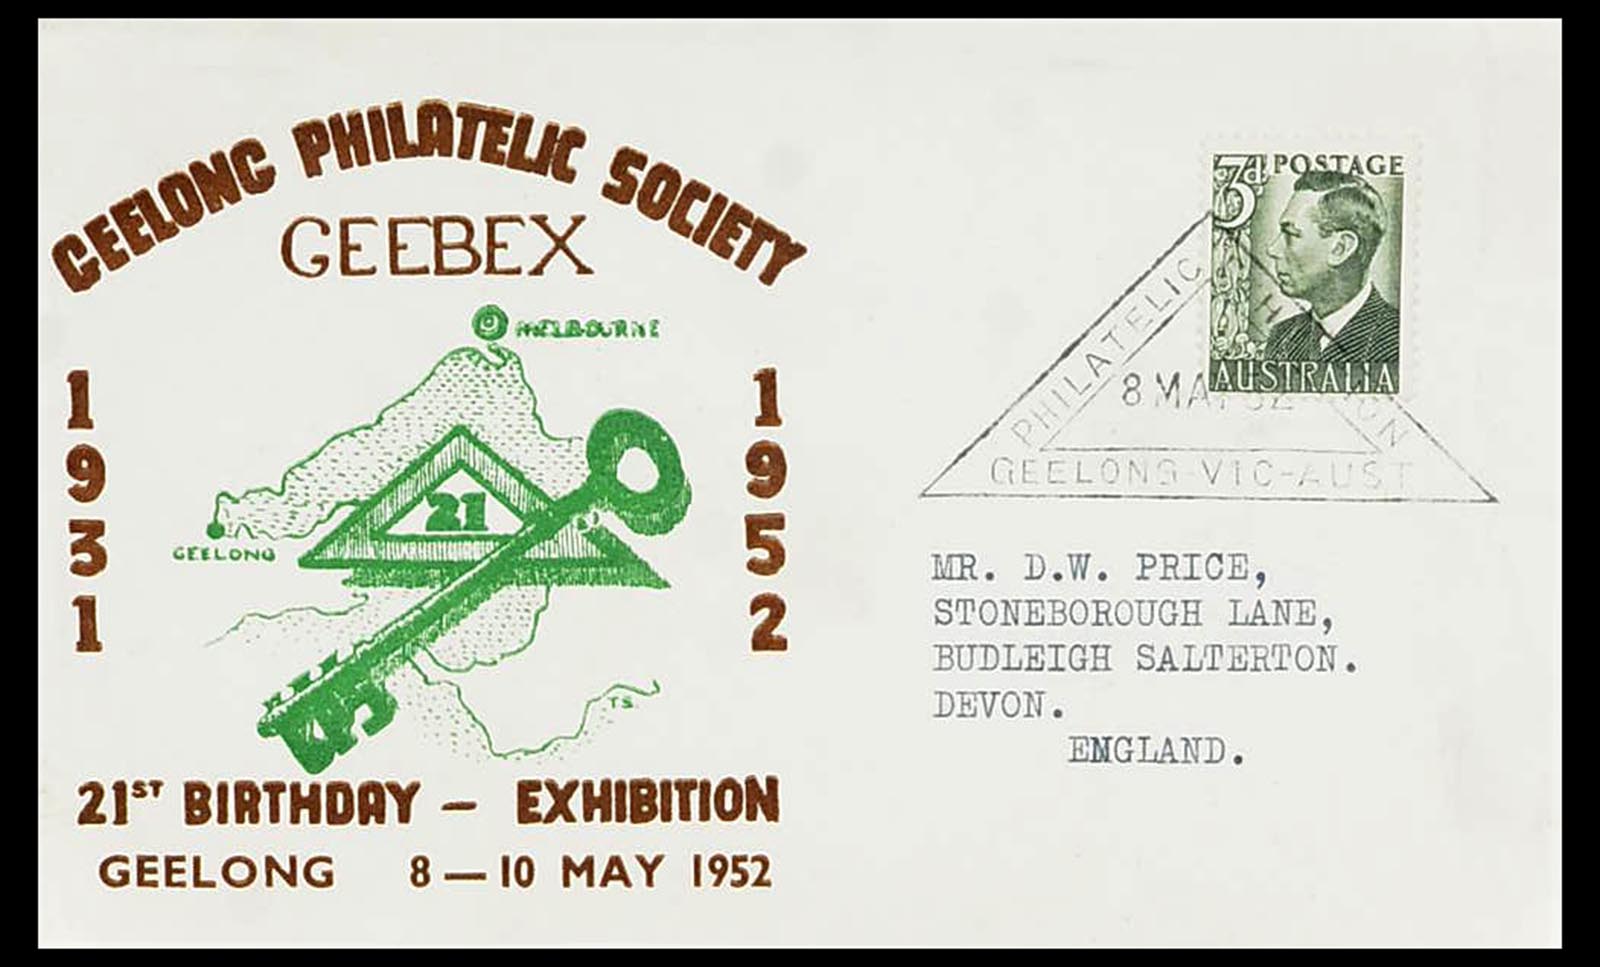 GEELONG PHILATELIC SOCIETY
GEEBEX
MELBOURNE
1931
1952
21
GEELONG
T.S.
21ST BIRTHDAY – EXHIBITION
GEELONG 8 — 10 MAY 1952
3d POSTAGE
AUSTRALIA
PHILATELIC
8 MAY 52
GEELONG-VIC-AUST
MR. D.W. PRICE,
STONEBOROUGH LANE,
BUDLEIGH SALTERTON.
DEVON.
ENGLAND.